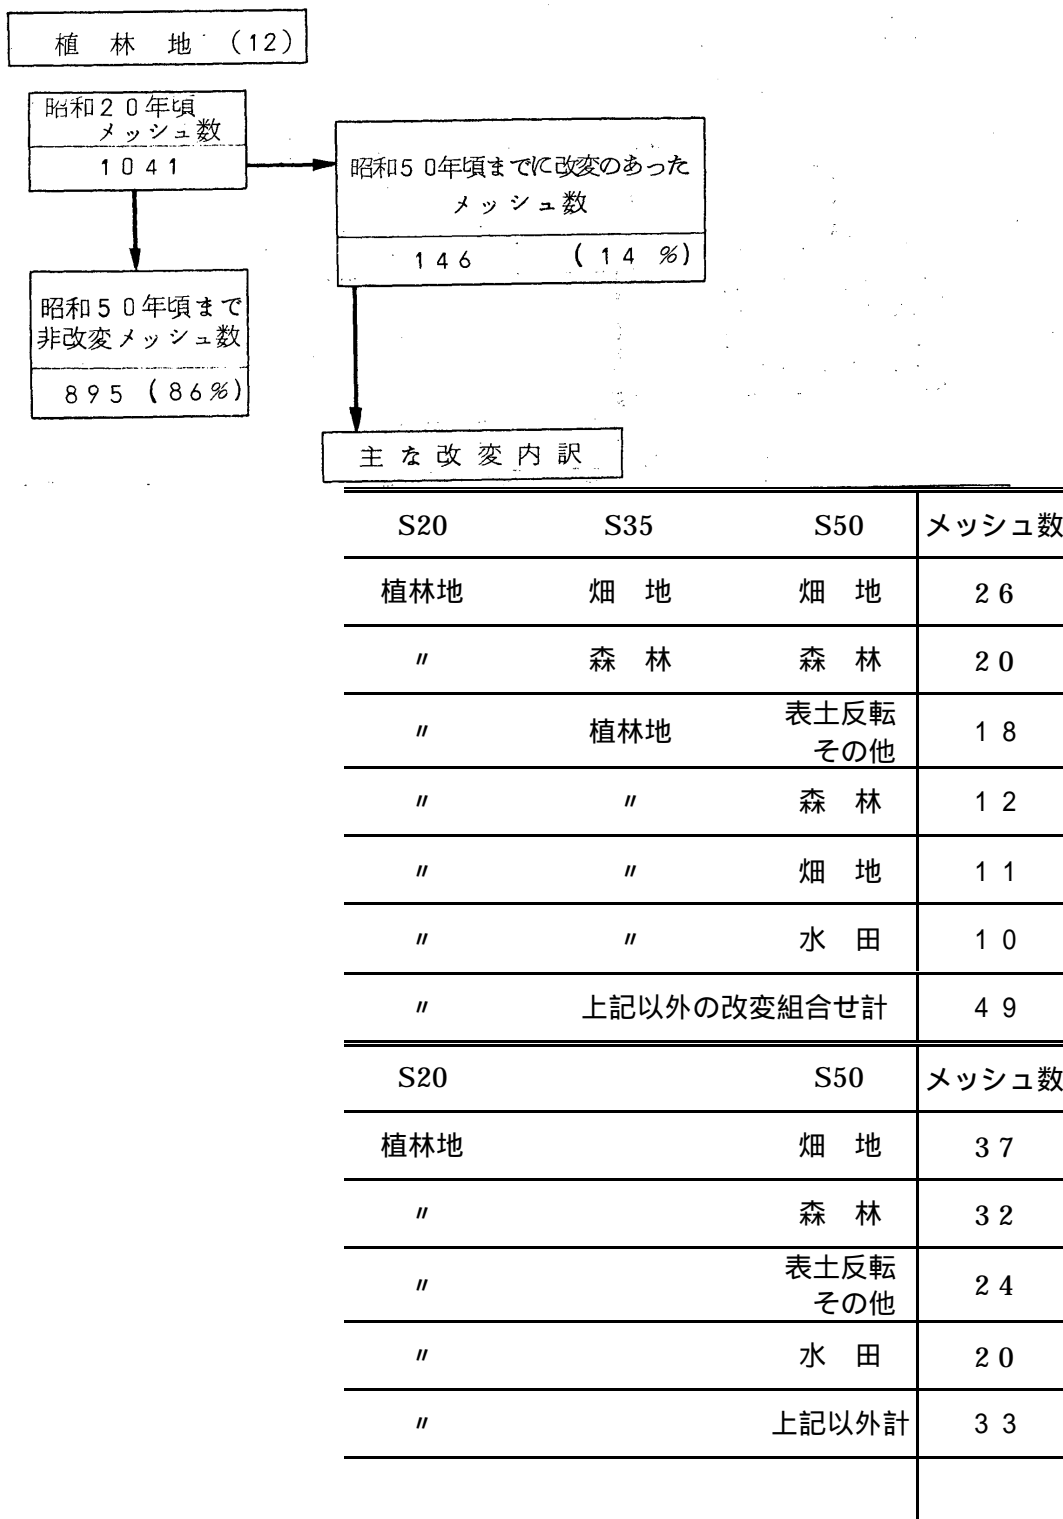 植林地 (12)
昭和20年頃
メッシュ数
1041
昭和50年頃までに改変のあった
メッシュ数
146 (14 %)
昭和50年頃まで
非改変メッシュ数
895 (86%)
主な改変内訳
S20 S35 S50 メッシュ数
植林地 畑 地 畑 地 26
〃 森 林 森 林 20
〃 植林地 表土反転
その他 18
〃 〃 森 林 12
〃 〃 畑 地 11
〃 〃 水 田 10
〃 上記以外の改変組合せ計 49
S20 S50 メッシュ数
植林地 畑 地 37
〃 森 林 32
〃 表土反転
その他 24
〃 水 田 20
〃 上記以外計 33